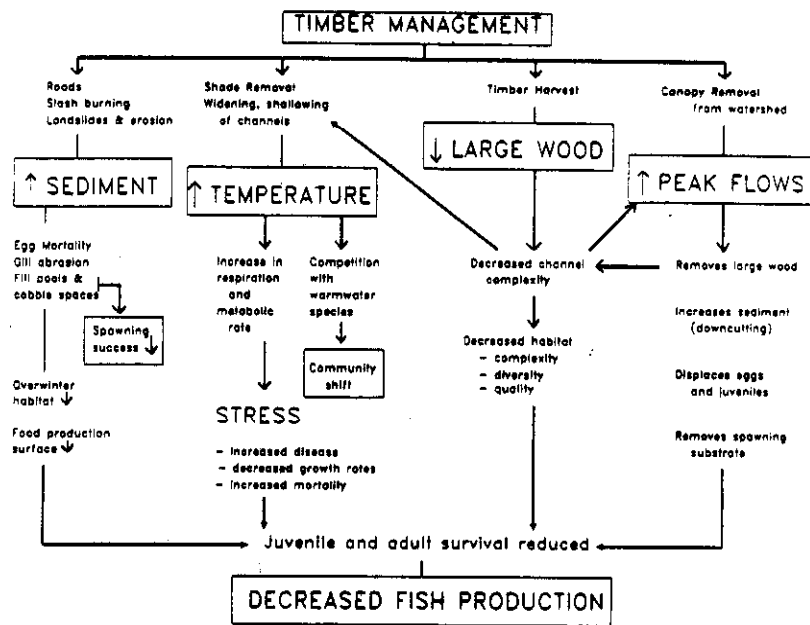 TIMBER MANAGEMENT
Roads
Slash burning
Landslides & erosion
↑ SEDIMENT
Egg Mortality
Gill abrasion
Fill pools &
cobble spaces
Spawning
success ↓
Overwinter
habitat ↓
Food production
surface ↓
Shade Removal
Widening, shallowing
of channels
↑ TEMPERATURE
Increase in
respiration
and
metabolic
rate
Competition
with
warmwater
species
Community
shift
STRESS
- Increased disease
- decreased growth rates
- Increased mortality
Timber Harvest
↓ LARGE WOOD
Decreased channel
complexity
Decreased habitat
- complexity
- diversity
- quality
Canopy Removal
from watershed
↑ PEAK FLOWS
Removes large wood
Increases sediment
(downcutting)
Displaces eggs
and juveniles
Removes spawning
substrate
Juvenile and adult survival reduced
DECREASED FISH PRODUCTION